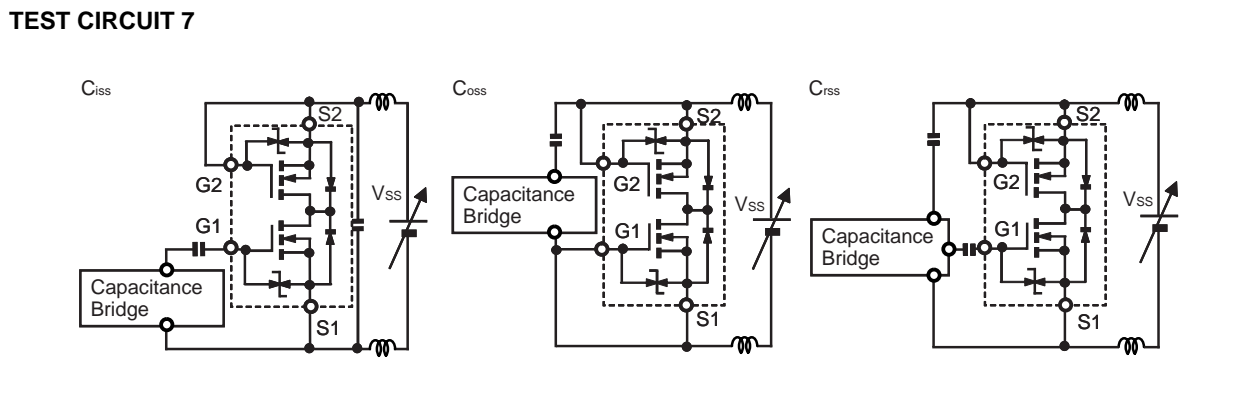 TEST CIRCUIT 7
Ciss
S2
G2
G1
VSS
Capacitance
Bridge
S1
Coss
S2
G2
G1
VSS
Capacitance
Bridge
S1
Crss
S2
G2
G1
VSS
Capacitance
Bridge
S1